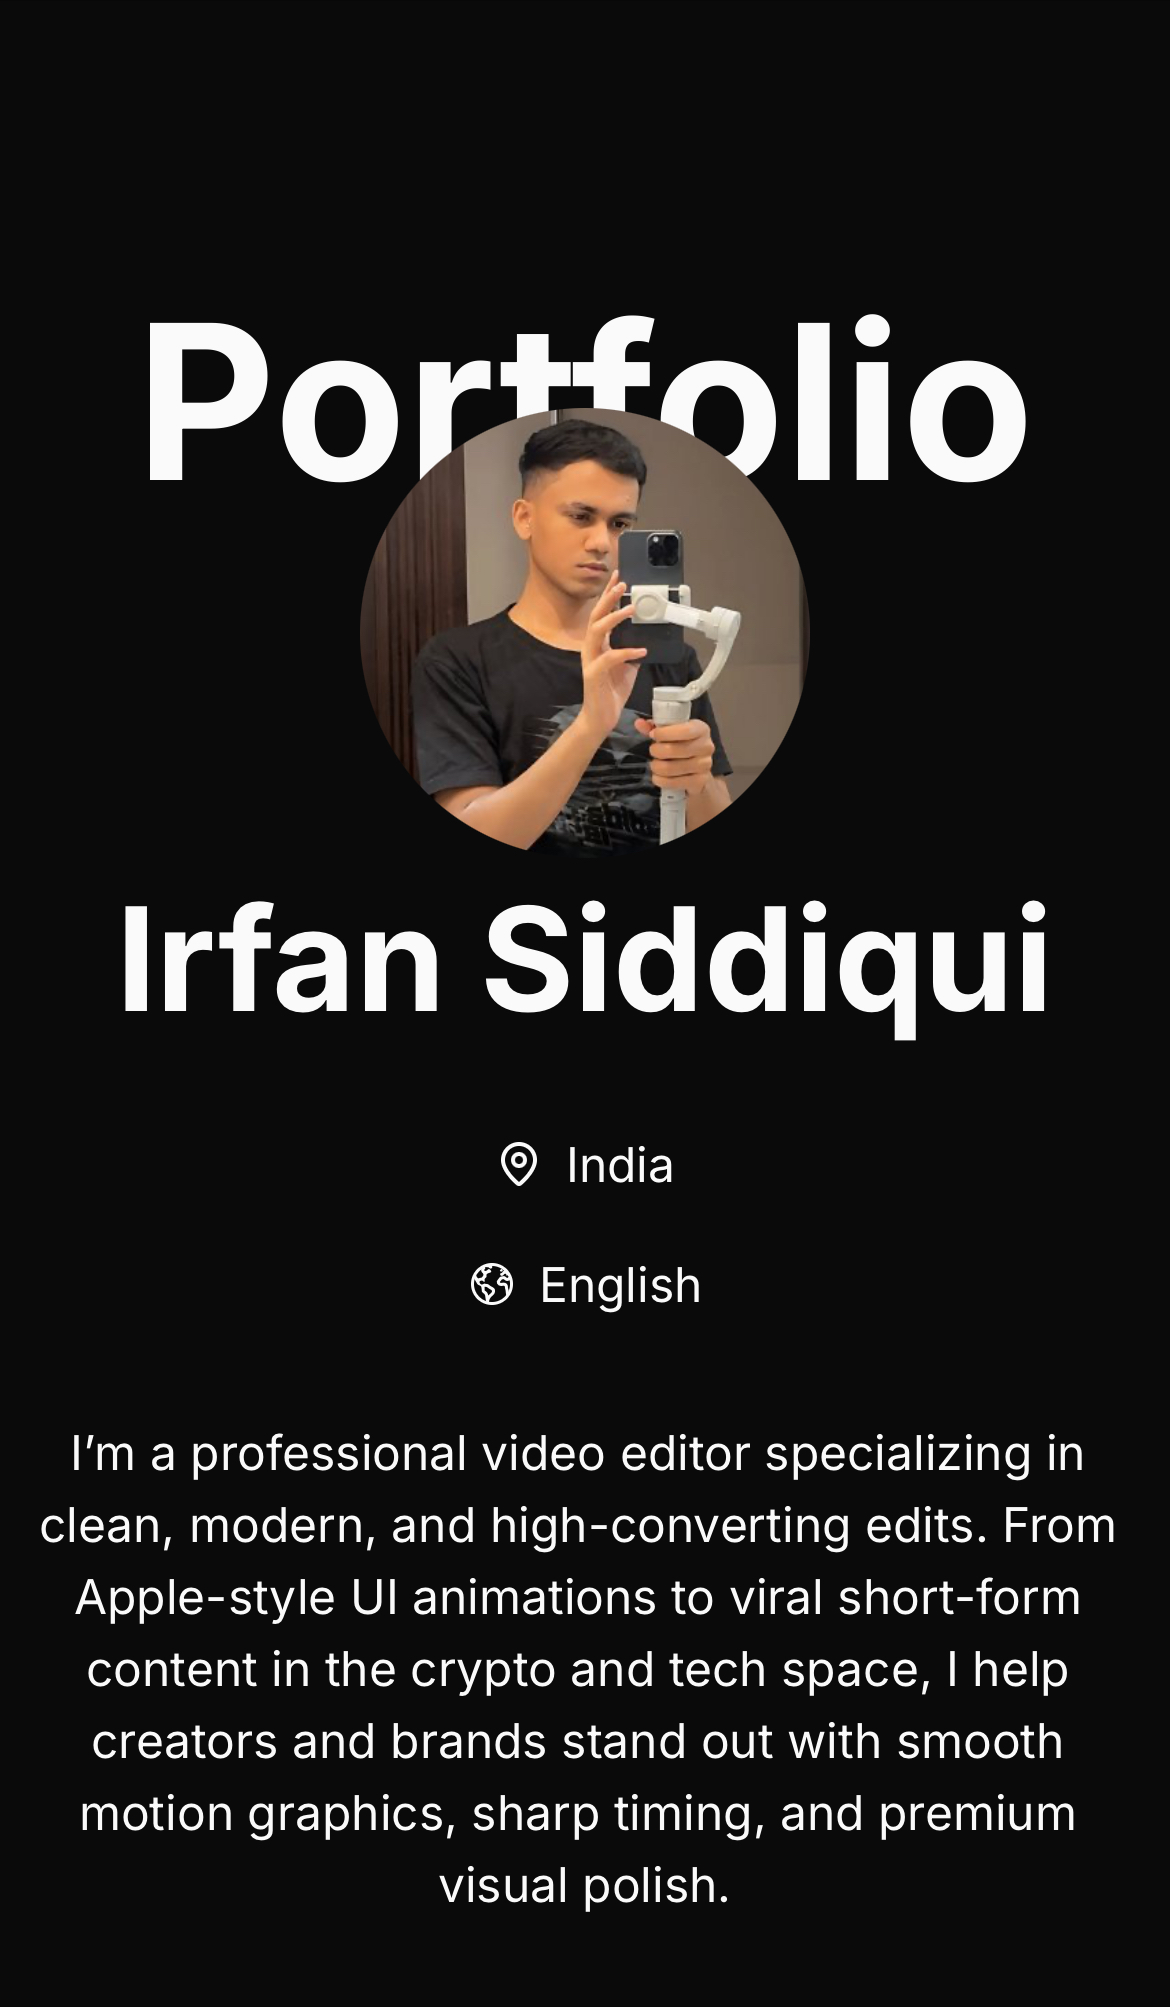 Portfolio
Irfan Siddiqui
India
English
I’m a professional video editor specializing in
clean, modern, and high-converting edits. From
Apple-style UI animations to viral short-form
content in the crypto and tech space, I help
creators and brands stand out with smooth
motion graphics, sharp timing, and premium
visual polish.